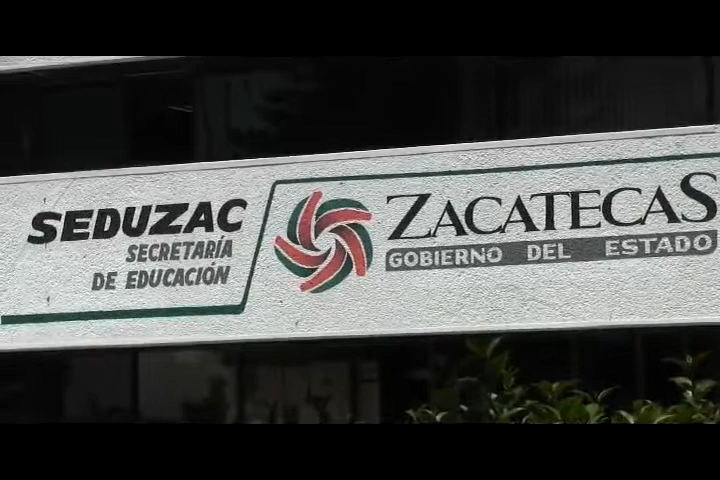 SEDUZAC
SECRETARÍA
DE EDUCACIÓN
ZACATECAS
GOBIERNO DEL ESTADO